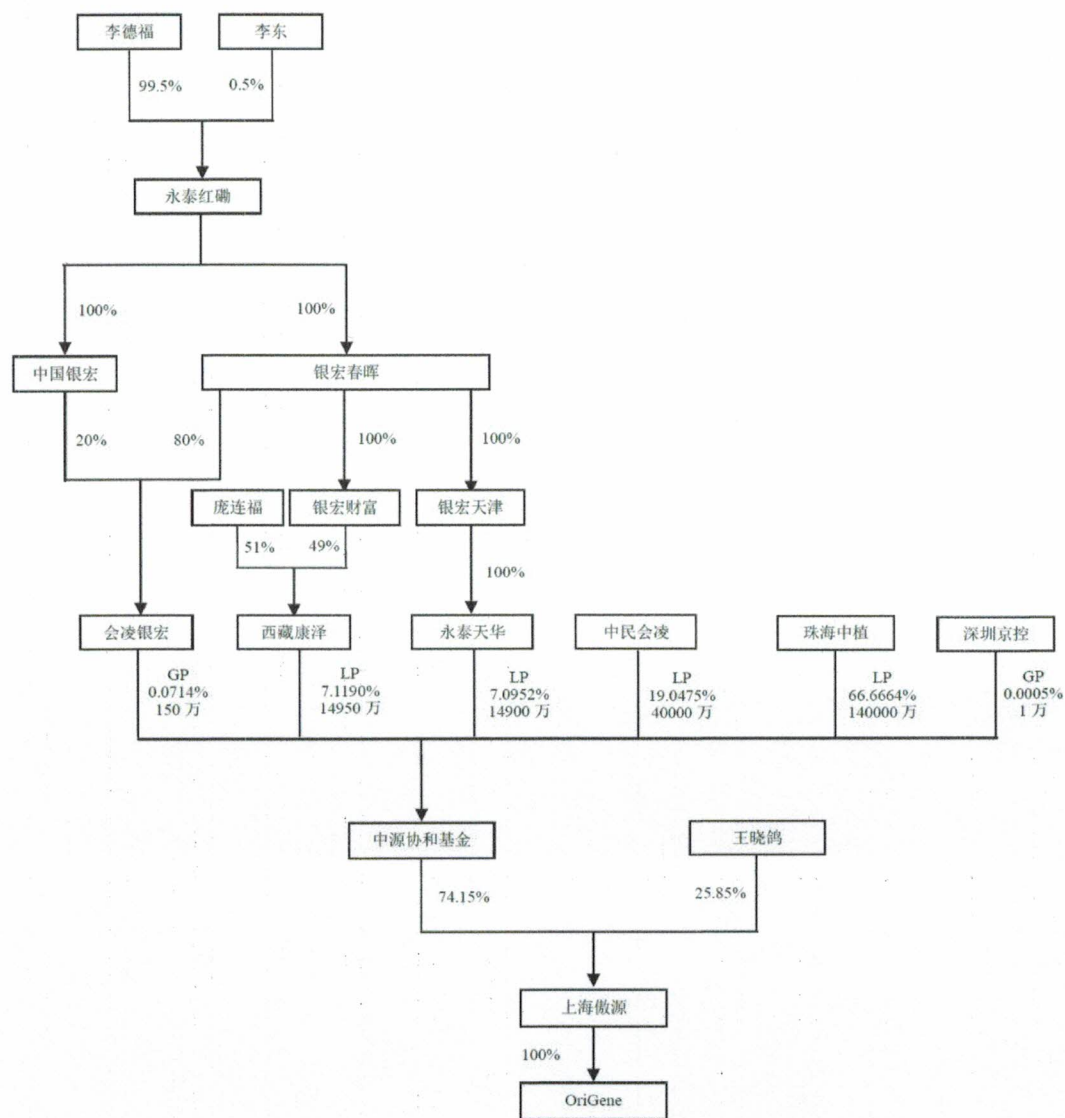 李德福
李东
99.5%
0.5%
永泰红磡
100%
100%
中国银宏
银宏春晖
20%
80%
100%
100%
庞连福
银宏财富
银宏天津
51%
49%
100%
会凌银宏
西藏康泽
永泰天华
中民会凌
珠海中植
深圳京控
GP
0.0714%
150 万
LP
7.1190%
14950 万
LP
7.0952%
14900 万
LP
19.0475%
40000 万
LP
66.6664%
140000 万
GP
0.0005%
1 万
中源协和基金
王晓鸽
74.15%
25.85%
上海傲源
100%
OriGene